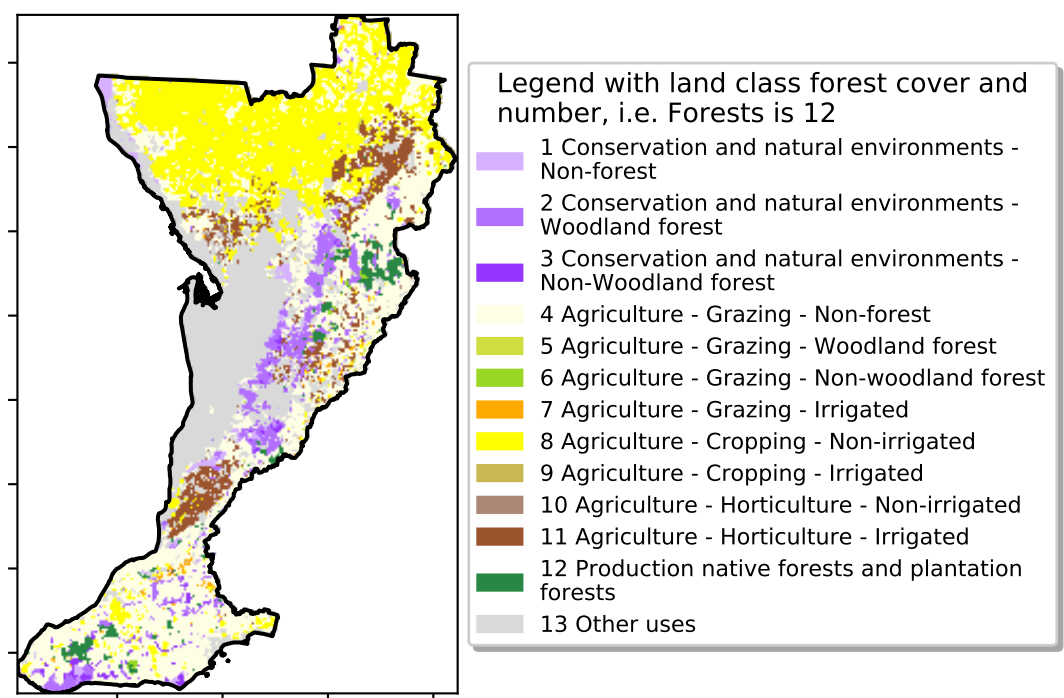 Legend with land class forest cover and
number, i.e. Forests is 12
1 Conservation and natural environments -
Non-forest
2 Conservation and natural environments -
Woodland forest
3 Conservation and natural environments -
Non-Woodland forest
4 Agriculture - Grazing - Non-forest
5 Agriculture - Grazing - Woodland forest
6 Agriculture - Grazing - Non-woodland forest
7 Agriculture - Grazing - Irrigated
8 Agriculture - Cropping - Non-irrigated
9 Agriculture - Cropping - Irrigated
10 Agriculture - Horticulture - Non-irrigated
11 Agriculture - Horticulture - Irrigated
12 Production native forests and plantation
forests
13 Other uses